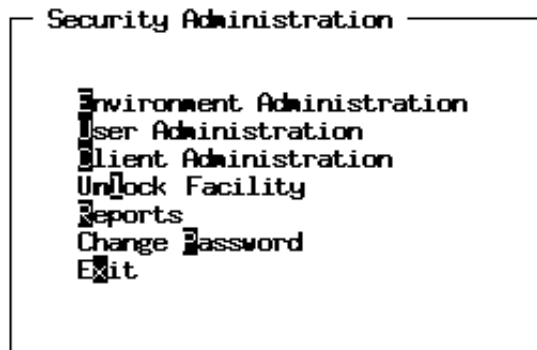 Security Administration
Environment Administration
User Administration
Client Administration
UnLock Facility
Reports
Change Password
Exit